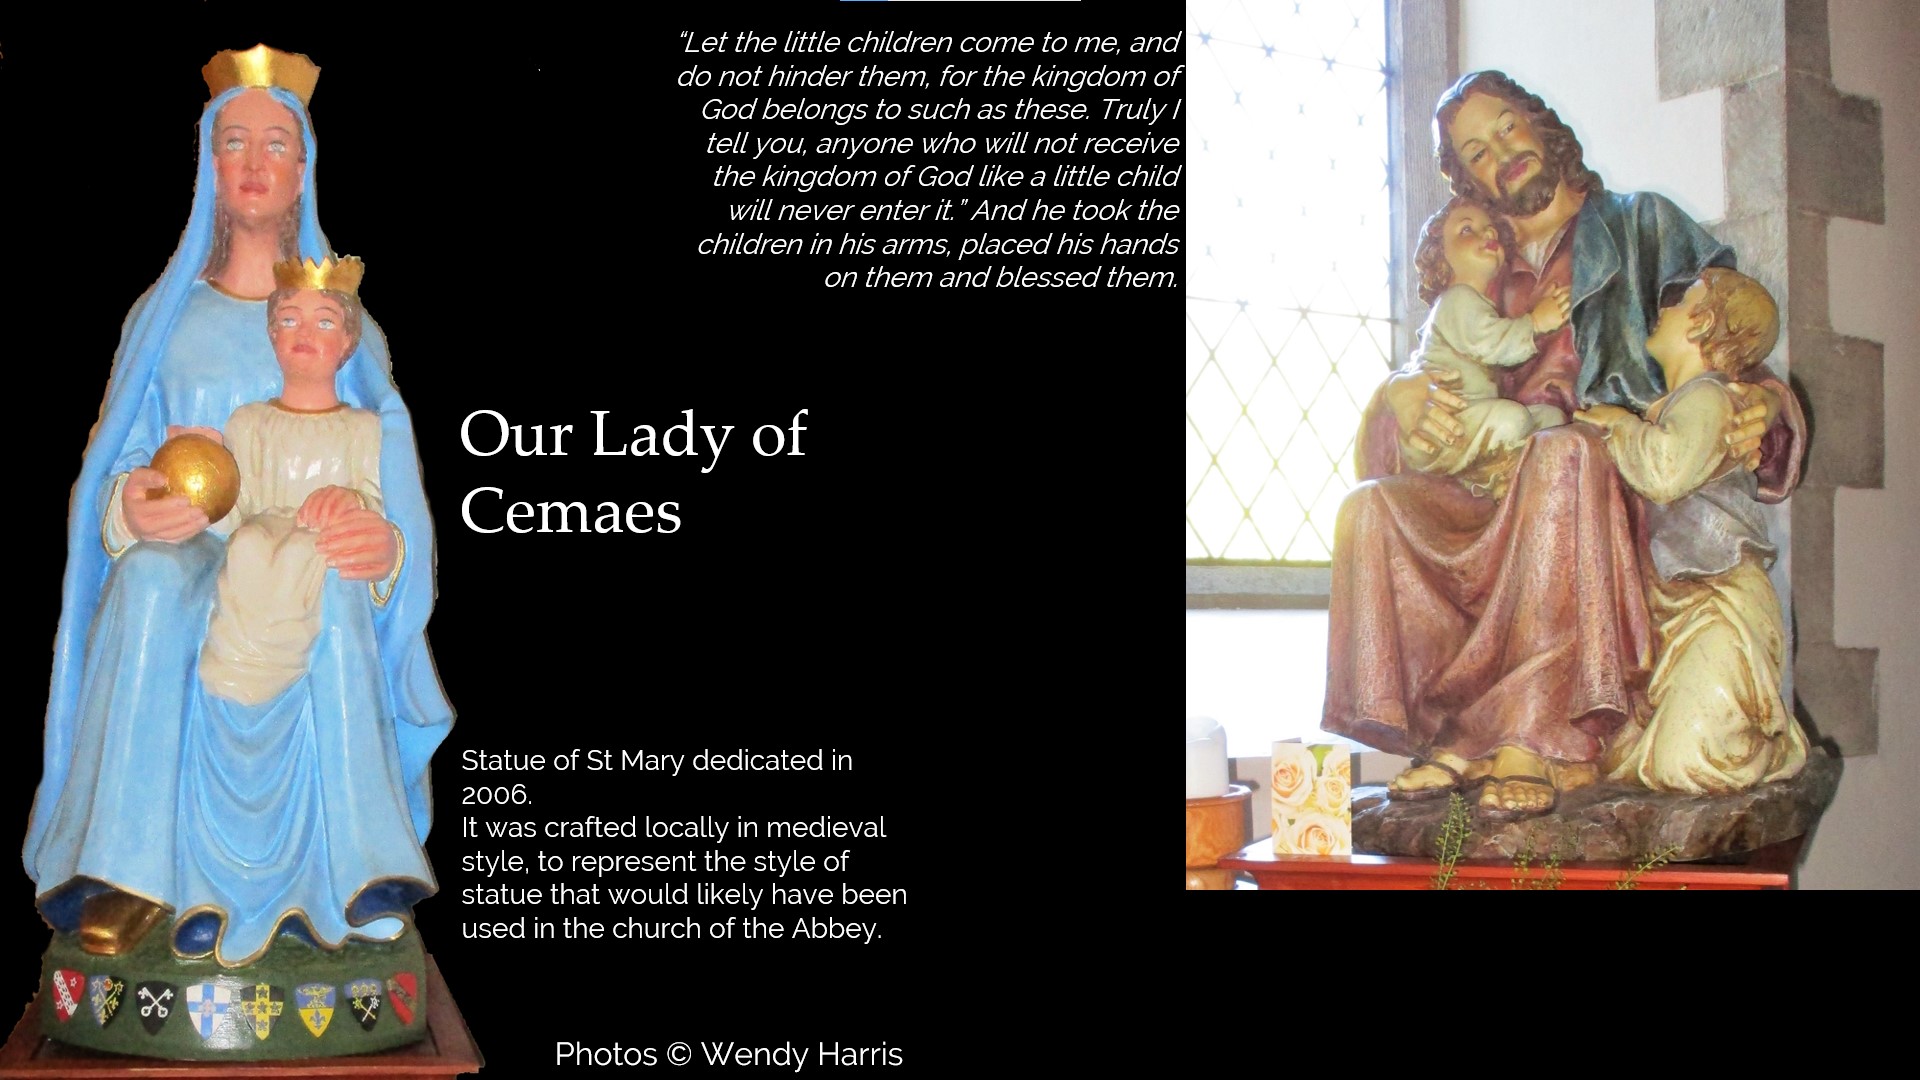 “Let the little children come to me, and
do not hinder them, for the kingdom of
God belongs to such as these. Truly I
tell you, anyone who will not receive
the kingdom of God like a little child
will never enter it.” And he took the
children in his arms, placed his hands
on them and blessed them.
Our Lady of
Cemaes
Statue of St Mary dedicated in
2006.
It was crafted locally in medieval
style, to represent the style of
statue that would likely have been
used in the church of the Abbey.
Photos © Wendy Harris